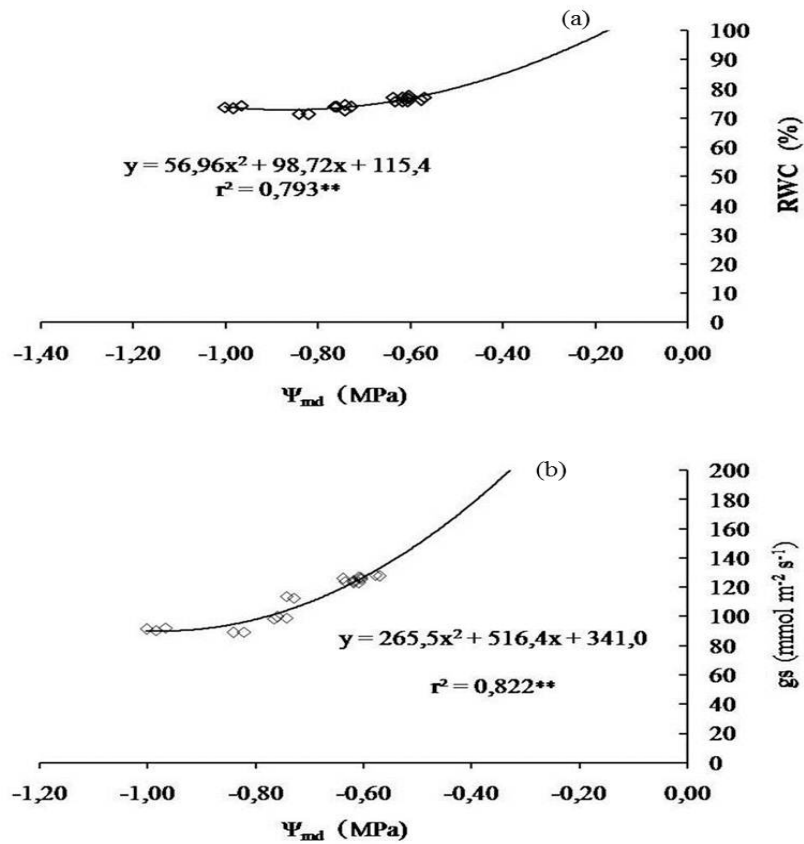 (a)
100
90
80
70
60
50
40
30
20
10
0
RWC (%)
y = 56,96x² + 98,72x + 115,4
r² = 0,793**
-1,40 -1,20 -1,00 -0,80 -0,60 -0,40 -0,20 0,00
Ψmd (MPa)
(b)
200
180
160
140
120
100
80
60
40
20
0
gs (mmol m⁻² s⁻¹)
y = 265,5x² + 516,4x + 341,0
r² = 0,822**
-1,20 -1,00 -0,80 -0,60 -0,40 -0,20 0,00
Ψmd (MPa)